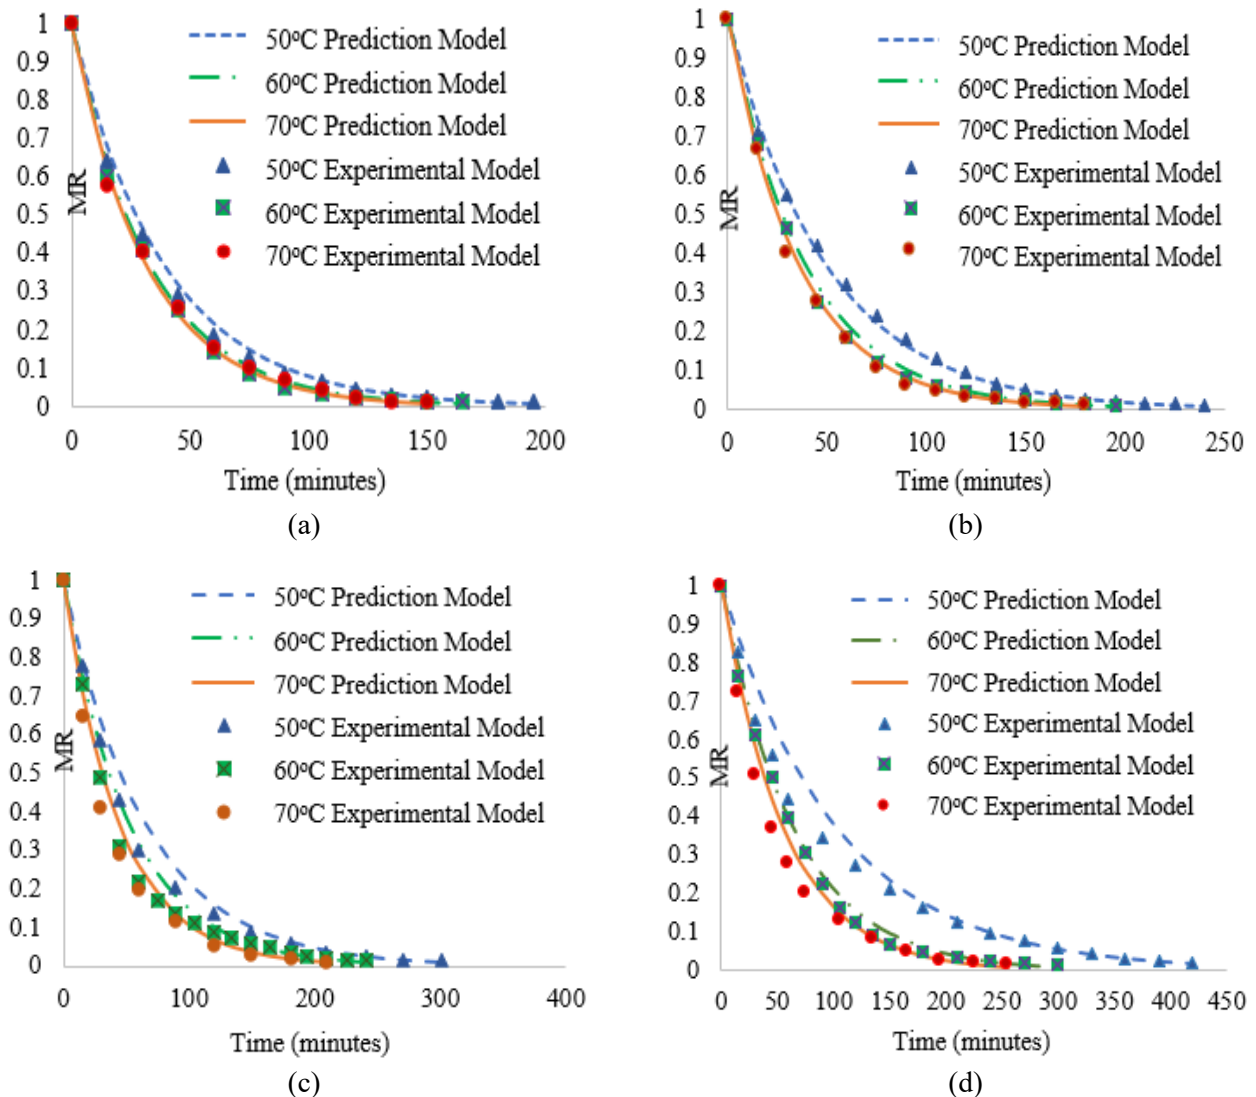 1
0.9
0.8
0.7
0.6
0.5
0.4
0.3
0.2
0.1
0
MR
50ºC Prediction Model
60ºC Prediction Model
70ºC Prediction Model
50ºC Experimental Model
60ºC Experimental Model
70ºC Experimental Model
0 50 100 150 200
Time (minutes)
(a)
1
0.9
0.8
0.7
0.6
0.5
0.4
0.3
0.2
0.1
0
MR
50ºC Prediction Model
60ºC Prediction Model
70ºC Prediction Model
50ºC Experimental Model
60ºC Experimental Model
70ºC Experimental Model
0 50 100 150 200 250
Time (minutes)
(b)
1
0.9
0.8
0.7
0.6
0.5
0.4
0.3
0.2
0.1
0
MR
50ºC Prediction Model
60ºC Prediction Model
70ºC Prediction Model
50ºC Experimental Model
60ºC Experimental Model
70ºC Experimental Model
0 100 200 300 400
Time (minutes)
(c)
1
0.9
0.8
0.7
0.6
0.5
0.4
0.3
0.2
0.1
0
MR
50ºC Prediction Model
60ºC Prediction Model
70ºC Prediction Model
50ºC Experimental Model
60ºC Experimental Model
70ºC Experimental Model
0 50 100 150 200 250 300 350 400 450
Time (minutes)
(d)